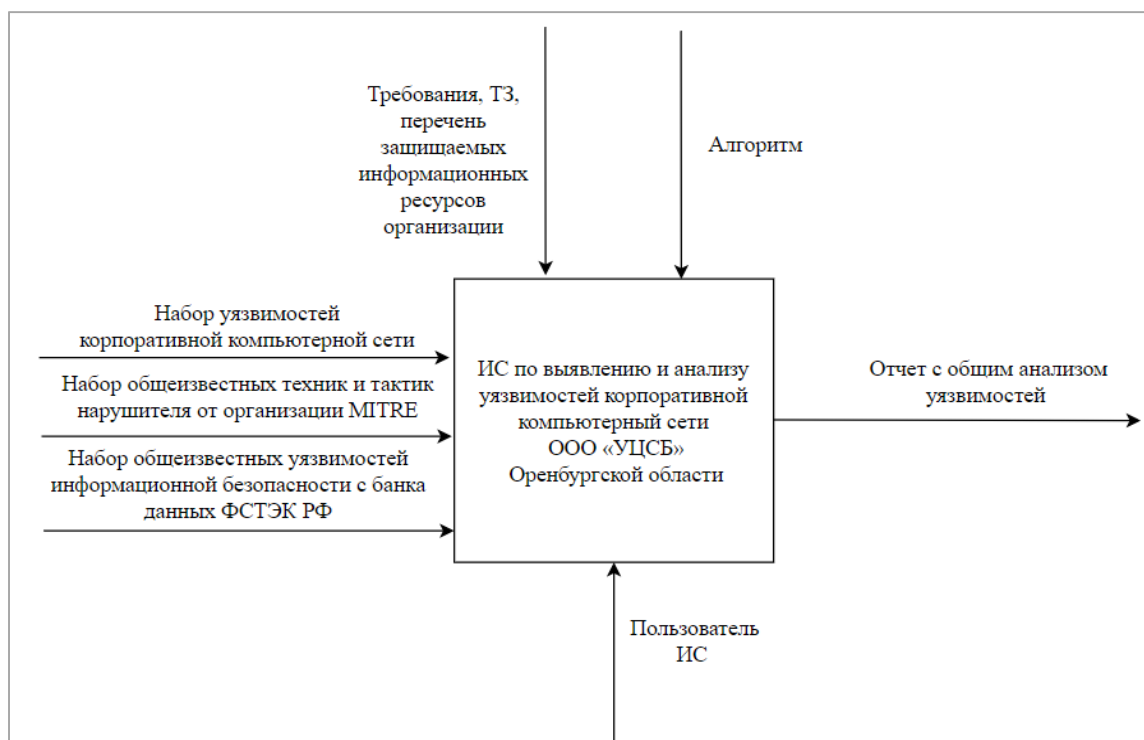 Требования, ТЗ,
перечень
защищаемых
информационных
ресурсов
организации
Алгоритм
Набор уязвимостей
корпоративной компьютерной сети
Набор общеизвестных техник и тактик
нарушителя от организации MITRE
Набор общеизвестных уязвимостей
информационной безопасности с банка
данных ФСТЭК РФ
ИС по выявлению и анализу
уязвимостей корпоративной
компьютерный сети
ООО «УЦСБ»
Оренбургской области
Отчет с общим анализом
уязвимостей
Пользователь
ИС